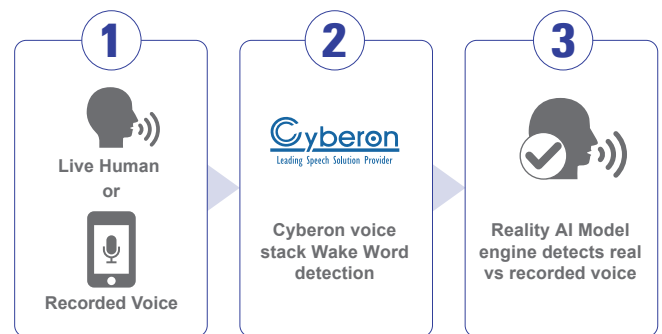 1
Live Human
or
Recorded Voice
2
Cyberon
Leading Speech Solution Provider
Cyberon voice
stack Wake Word
detection
3
Reality AI Model
engine detects real
vs recorded voice